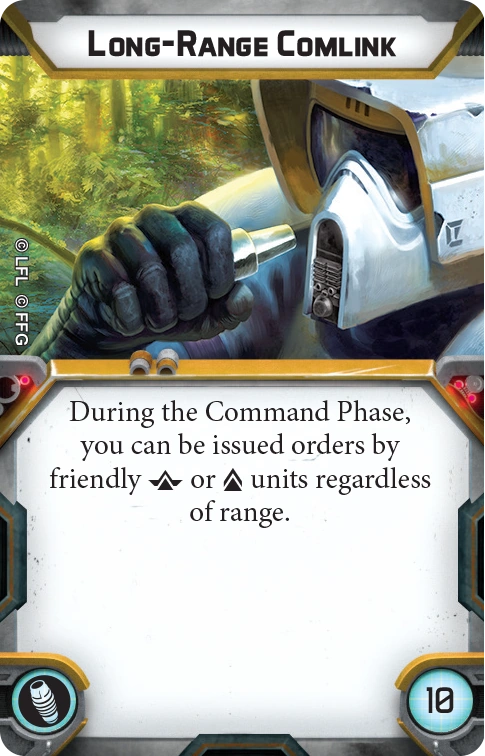 Long-Range Comlink
© LFL © FFG
During the Command Phase,
you can be issued orders by
friendly or units regardless
of range.
10